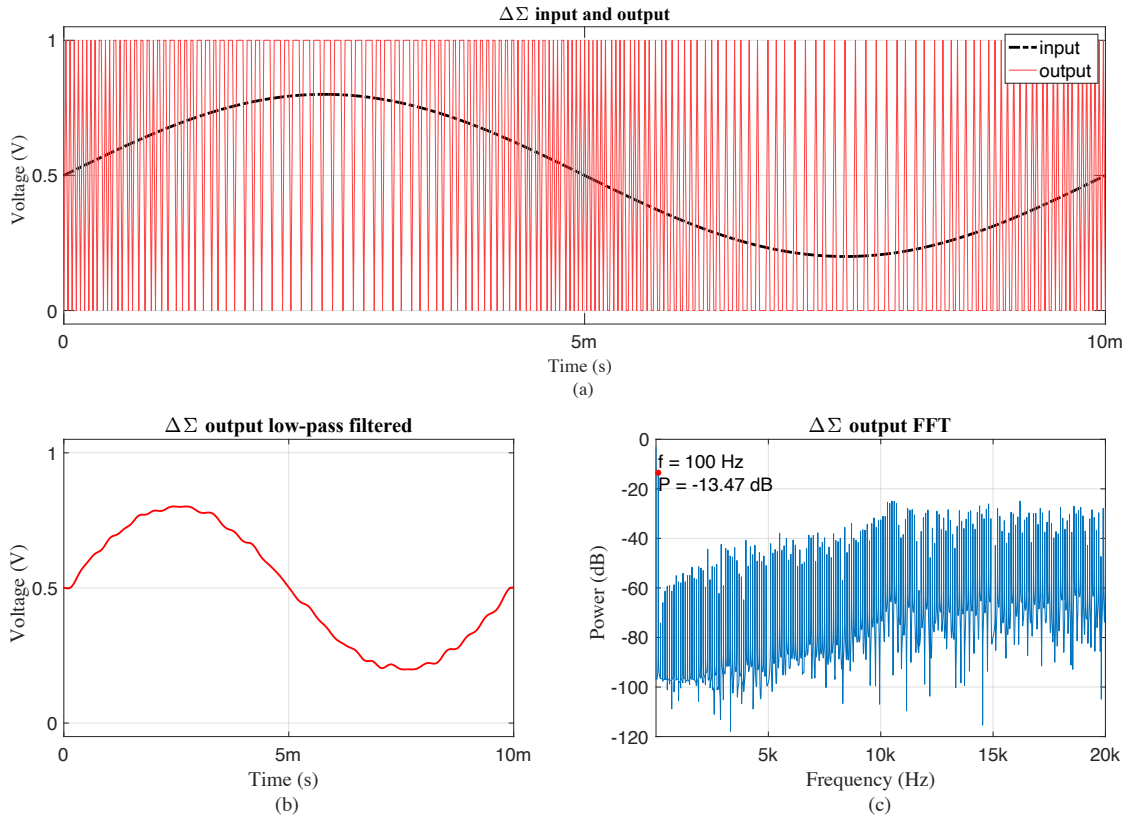 ΔΣ input and output
1
0.5
0
Voltage (V)
input
output
0
5m
10m
Time (s)
(a)
ΔΣ output low-pass filtered
1
0.5
0
Voltage (V)
0
5m
10m
Time (s)
(b)
ΔΣ output FFT
0
-20
-40
-60
-80
-100
-120
Power (dB)
f = 100 Hz
P = -13.47 dB
5k
10k
15k
20k
Frequency (Hz)
(c)